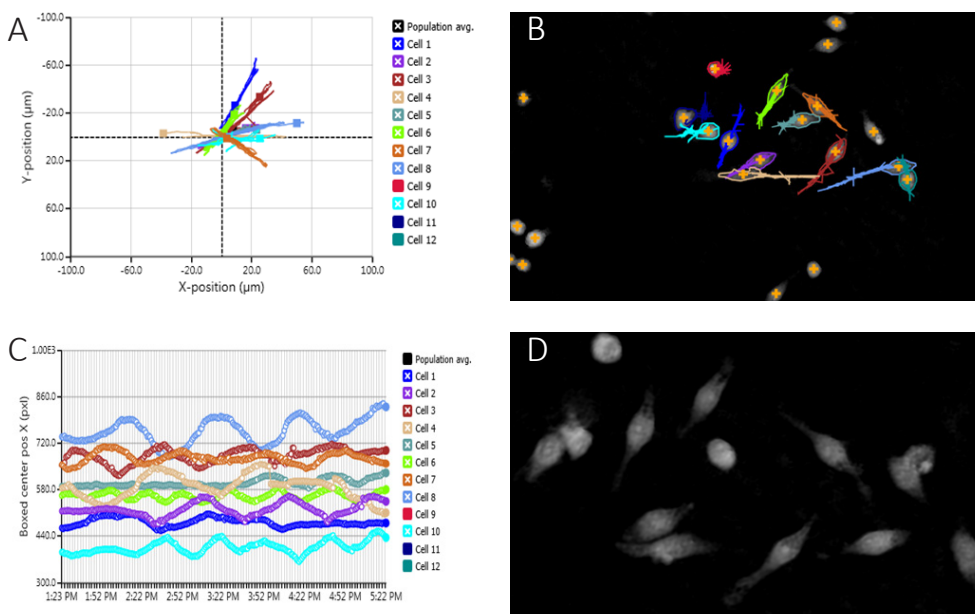 A
-100.0
-60.0
-20.0
20.0
60.0
100.0
Y-position (µm)
-100.0 -60.0 -20.0 20.0 60.0 100.0
X-position (µm)
Population avg.
Cell 1
Cell 2
Cell 3
Cell 4
Cell 5
Cell 6
Cell 7
Cell 8
Cell 9
Cell 10
Cell 11
Cell 12
B
C
1.00E3
860.0
720.0
580.0
440.0
300.0
Boxed center pos X (pxl)
1:23 PM 1:52 PM 2:22 PM 2:52 PM 3:22 PM 3:52 PM 4:22 PM 4:52 PM 5:22 PM
Population avg.
Cell 1
Cell 2
Cell 3
Cell 4
Cell 5
Cell 6
Cell 7
Cell 8
Cell 9
Cell 10
Cell 11
Cell 12
D